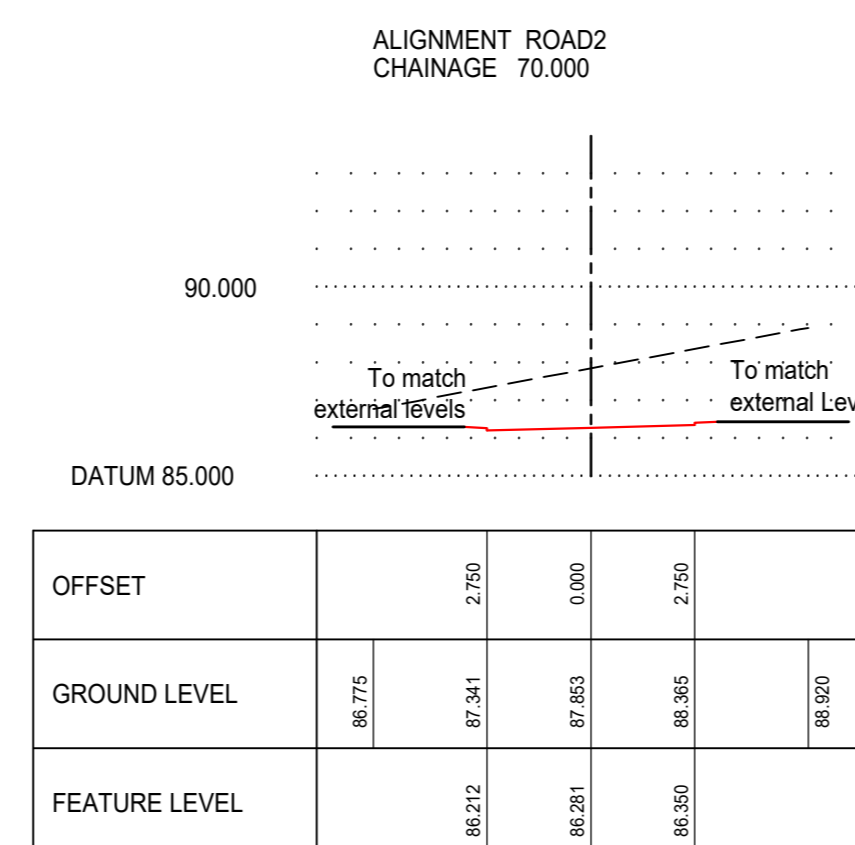 ALIGNMENT ROAD2
CHAINAGE 70.000
90.000
To match
external levels
To match
external Lev
DATUM 85.000
OFFSET 2.750 0.000 2.750
GROUND LEVEL 86.775 87.341 87.853 88.365 88.920
FEATURE LEVEL 86.212 86.281 86.350